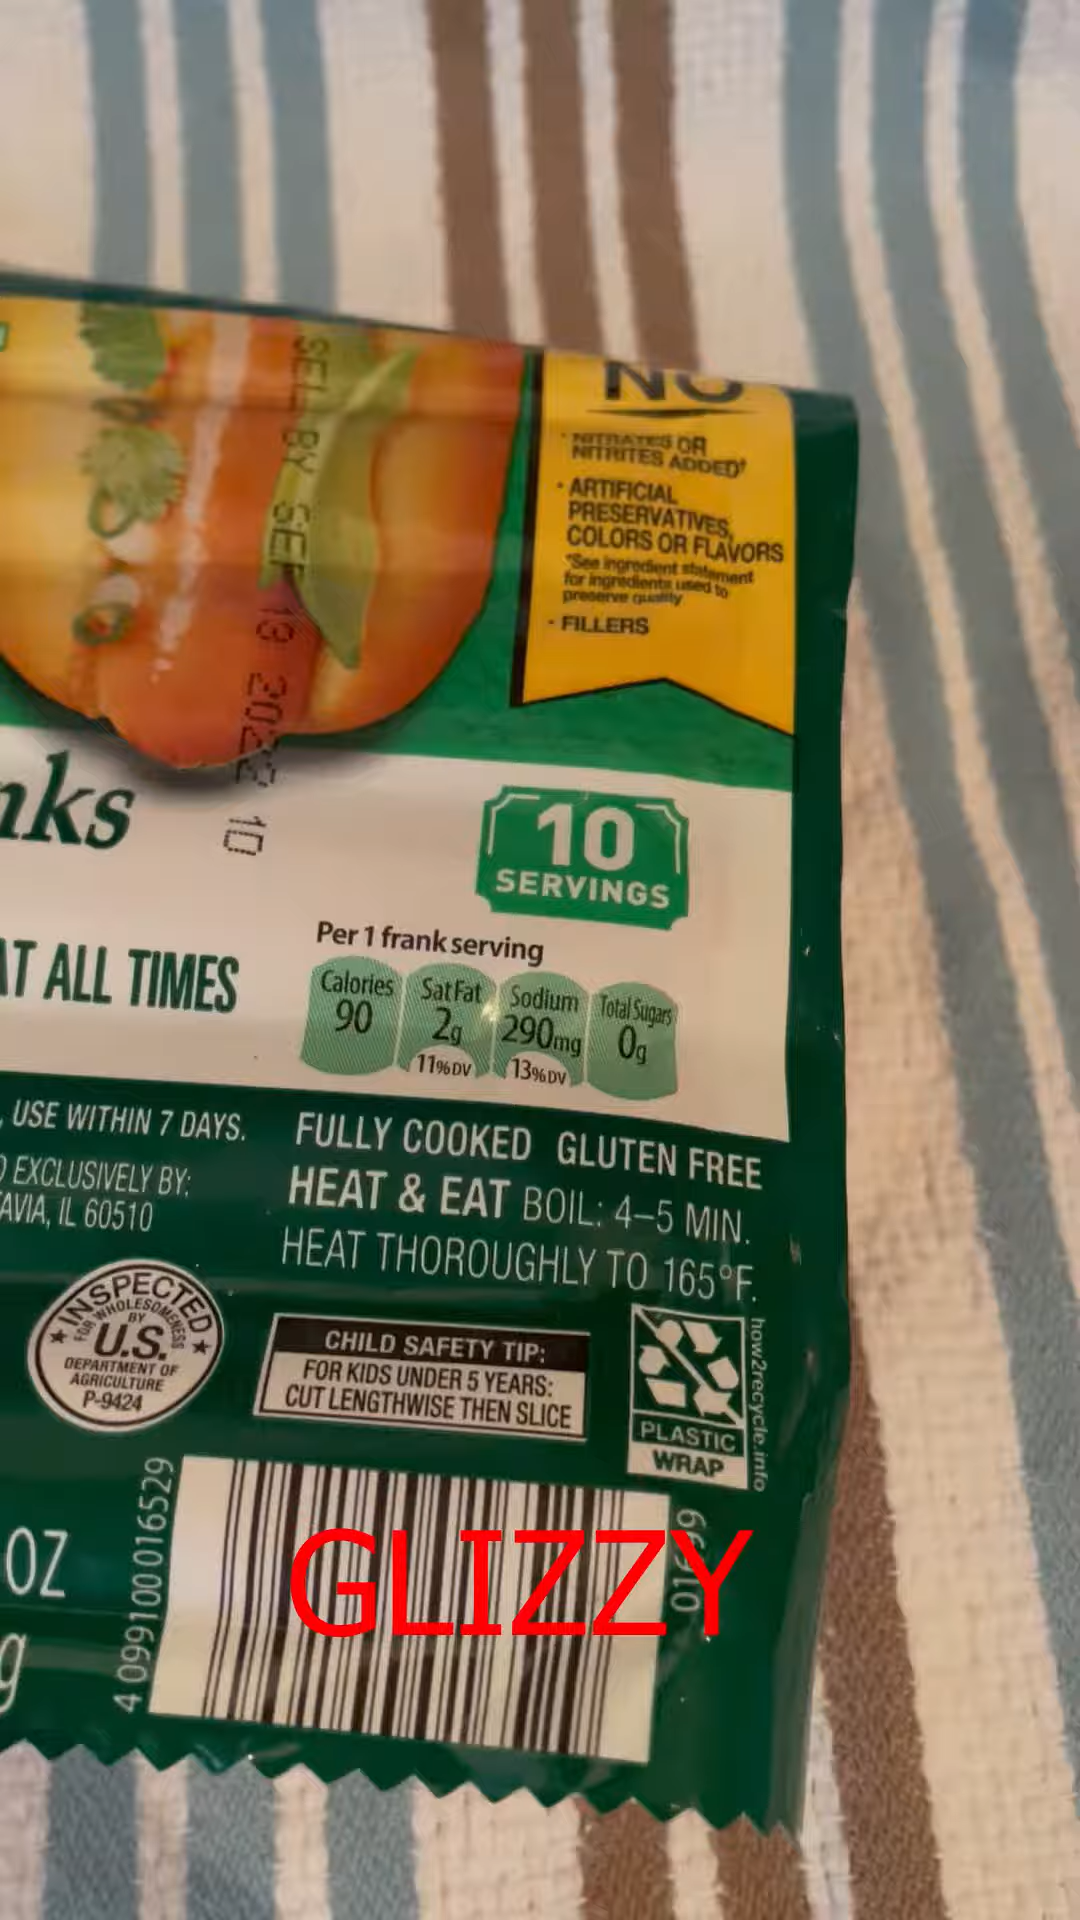 NO
• NITRATES OR
NITRITES ADDED†
• ARTIFICIAL
PRESERVATIVES,
COLORS OR FLAVORS
*See ingredient statement
for ingredients used to
preserve quality
• FILLERS
SELL BY SEP 13 2022 10
nks
10
SERVINGS
AT ALL TIMES
Per 1 frank serving
Calories
90
Sat Fat
2g
11% DV
Sodium
290mg
13% DV
Total Sugars
0g
, USE WITHIN 7 DAYS.
EXCLUSIVELY BY:
AVIA, IL 60510
FULLY COOKED GLUTEN FREE
HEAT & EAT BOIL: 4–5 MIN.
HEAT THOROUGHLY TO 165°F.
INSPECTED
FOR WHOLESOMENESS
BY
U.S.
DEPARTMENT OF
AGRICULTURE
P-9424
CHILD SAFETY TIP:
FOR KIDS UNDER 5 YEARS:
CUT LENGTHWISE THEN SLICE
PLASTIC
WRAP
how2recycle.info
OZ
g
4 099100 016529
GLIZZY